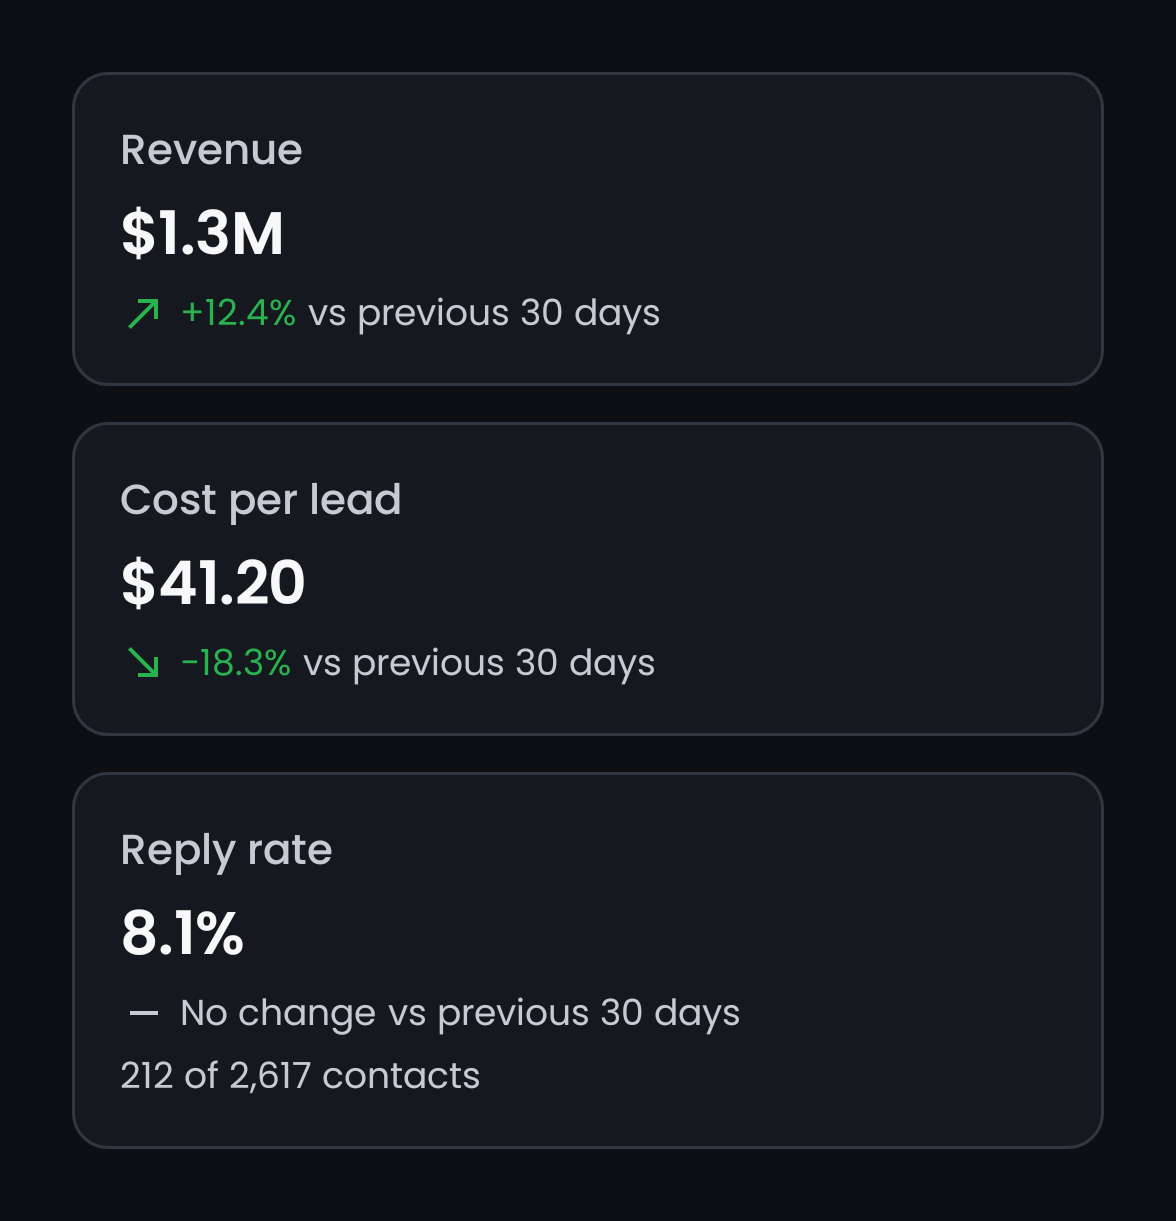 Revenue
$1.3M
+12.4% vs previous 30 days
Cost per lead
$41.20
-18.3% vs previous 30 days
Reply rate
8.1%
No change vs previous 30 days
212 of 2,617 contacts